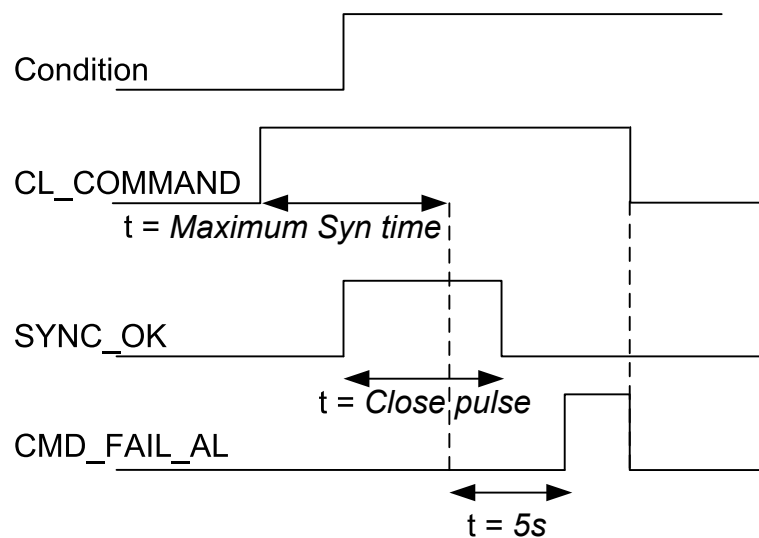 Condition
CL_COMMAND
t = Maximum Syn time
SYNC_OK
t = Close pulse
CMD_FAIL_AL
t = 5s